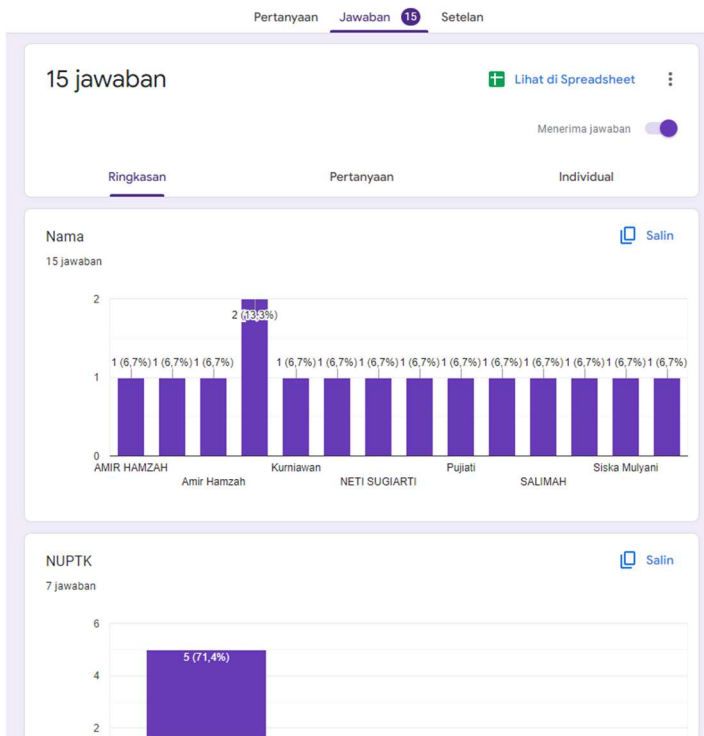 Pertanyaan Jawaban 15 Setelan
15 jawaban
Lihat di Spreadsheet
Menerima jawaban
Ringkasan Pertanyaan Individual
Nama
Salin
15 jawaban
2
2 (13,3%)
1 (6,7%) 1 (6,7%) 1 (6,7%) 1 (6,7%) 1 (6,7%) 1 (6,7%) 1 (6,7%) 1 (6,7%) 1 (6,7%) 1 (6,7%) 1 (6,7%) 1 (6,7%) 1 (6,7%)
1
0
AMIR HAMZAH Kurniawan Pujiati Siska Mulyani
Amir Hamzah NETI SUGIARTI SALIMAH
NUPTK
Salin
7 jawaban
6
5 (71,4%)
4
2